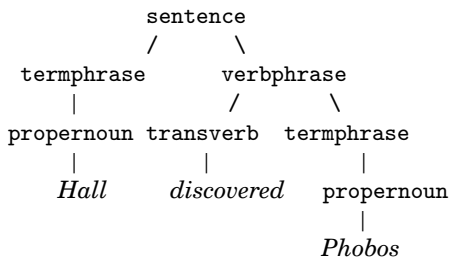 sentence
termphrase verbphrase
propernoun transverb termphrase
Hall discovered propernoun
Phobos